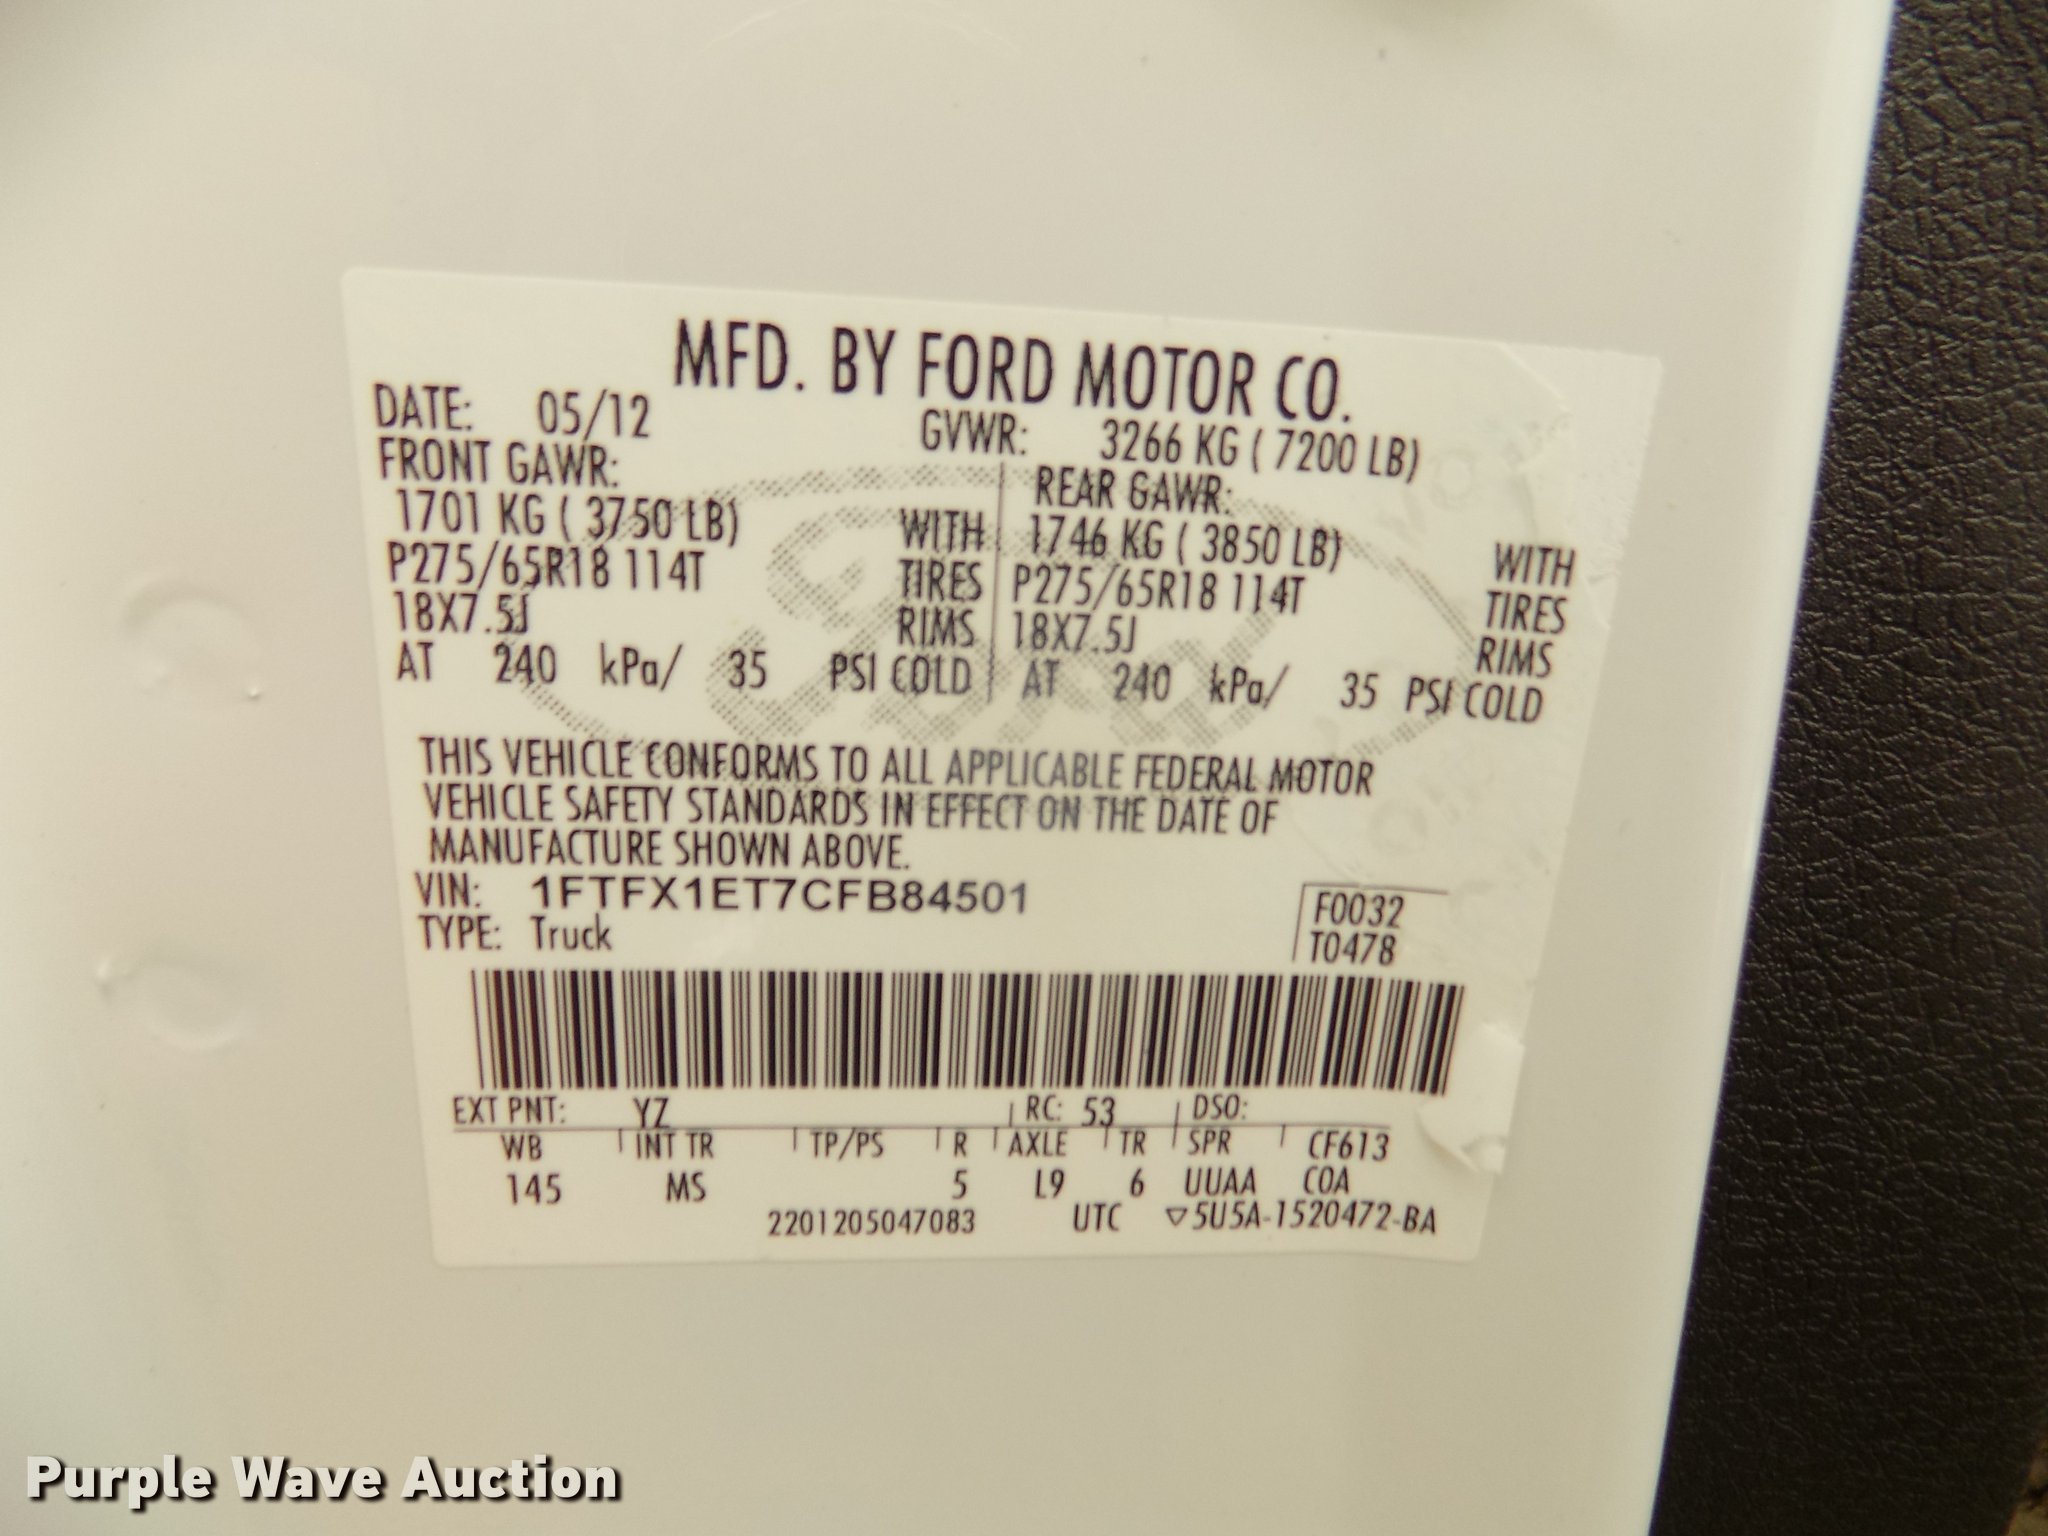 MFD. BY FORD MOTOR CO.
DATE: 05/12 GVWR: 3266 KG ( 7200 LB)
FRONT GAWR: REAR GAWR:
1701 KG ( 3750 LB) WITH 1746 KG ( 3850 LB) WITH
P275/65R18 114T TIRES P275/65R18 114T TIRES
18X7.5J RIMS 18X7.5J RIMS
AT 240 kPa/ 35 PSI COLD AT 240 kPa/ 35 PSI COLD
THIS VEHICLE CONFORMS TO ALL APPLICABLE FEDERAL MOTOR
VEHICLE SAFETY STANDARDS IN EFFECT ON THE DATE OF
MANUFACTURE SHOWN ABOVE.
VIN: 1FTFX1ET7CFB84501 F0032
TYPE: Truck T0478
EXT PNT: YZ RC: 53 DSO:
WB INT TR TP/PS R AXLE TR SPR CF613
145 MS 5 L9 6 UUAA COA
2201205047083 UTC ▽5U5A-1520472-BA
Ford
Purple Wave Auction